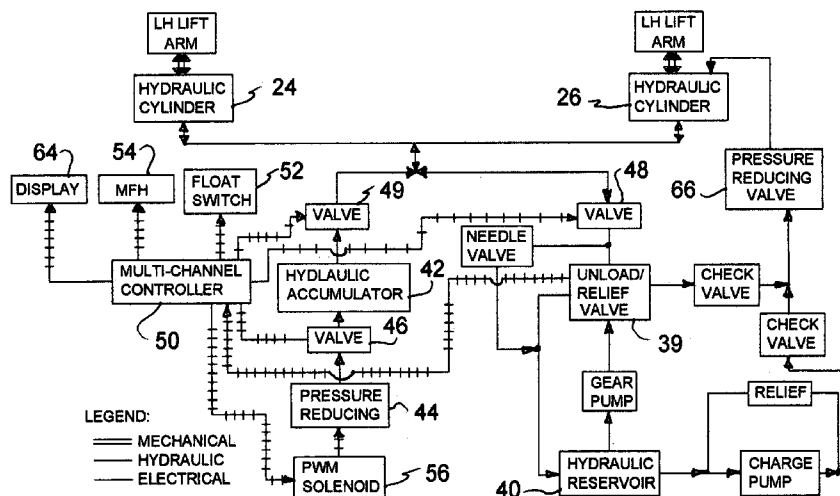 LH LIFT
ARM
LH LIFT
ARM
HYDRAULIC
CYLINDER
24
26
HYDRAULIC
CYLINDER
64
54
52
DISPLAY
MFH
FLOAT
SWITCH
49
VALVE
48
VALVE
PRESSURE
REDUCING
VALVE
66
NEEDLE
VALVE
MULTI-CHANNEL
CONTROLLER
50
HYDLAULIC
ACCUMULATOR
42
UNLOAD/
RELIEF
VALVE
39
CHECK
VALVE
CHECK
VALVE
VALVE
46
PRESSURE
REDUCING
44
GEAR
PUMP
RELIEF
LEGEND:
MECHANICAL
HYDRAULIC
ELECTRICAL
PWM
SOLENOID
56
40
HYDRAULIC
RESERVOIR
CHARGE
PUMP